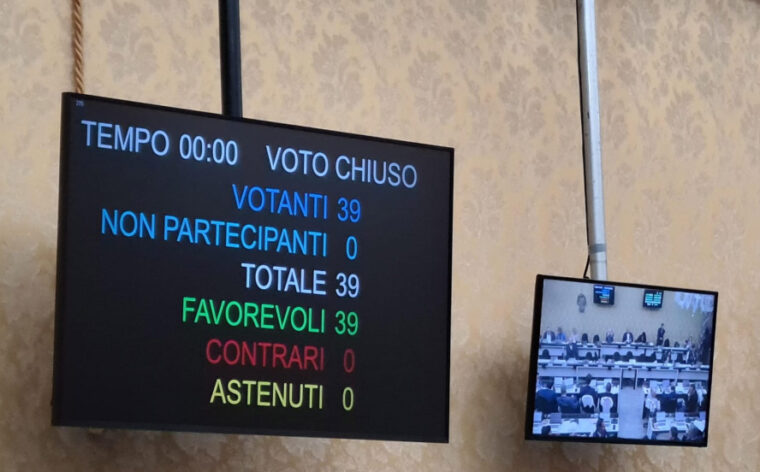 TEMPO 00:00 VOTO CHIUSO
VOTANTI 39
NON PARTECIPANTI 0
TOTALE 39
FAVOREVOLI 39
CONTRARI 0
ASTENUTI 0